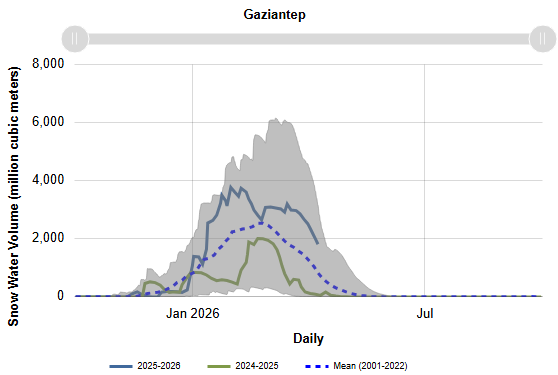 Gaziantep
Snow Water Volume (million cubic meters)
8,000
6,000
4,000
2,000
0
Jan 2026
Jul
Daily
2025-2026
2024-2025
Mean (2001-2022)